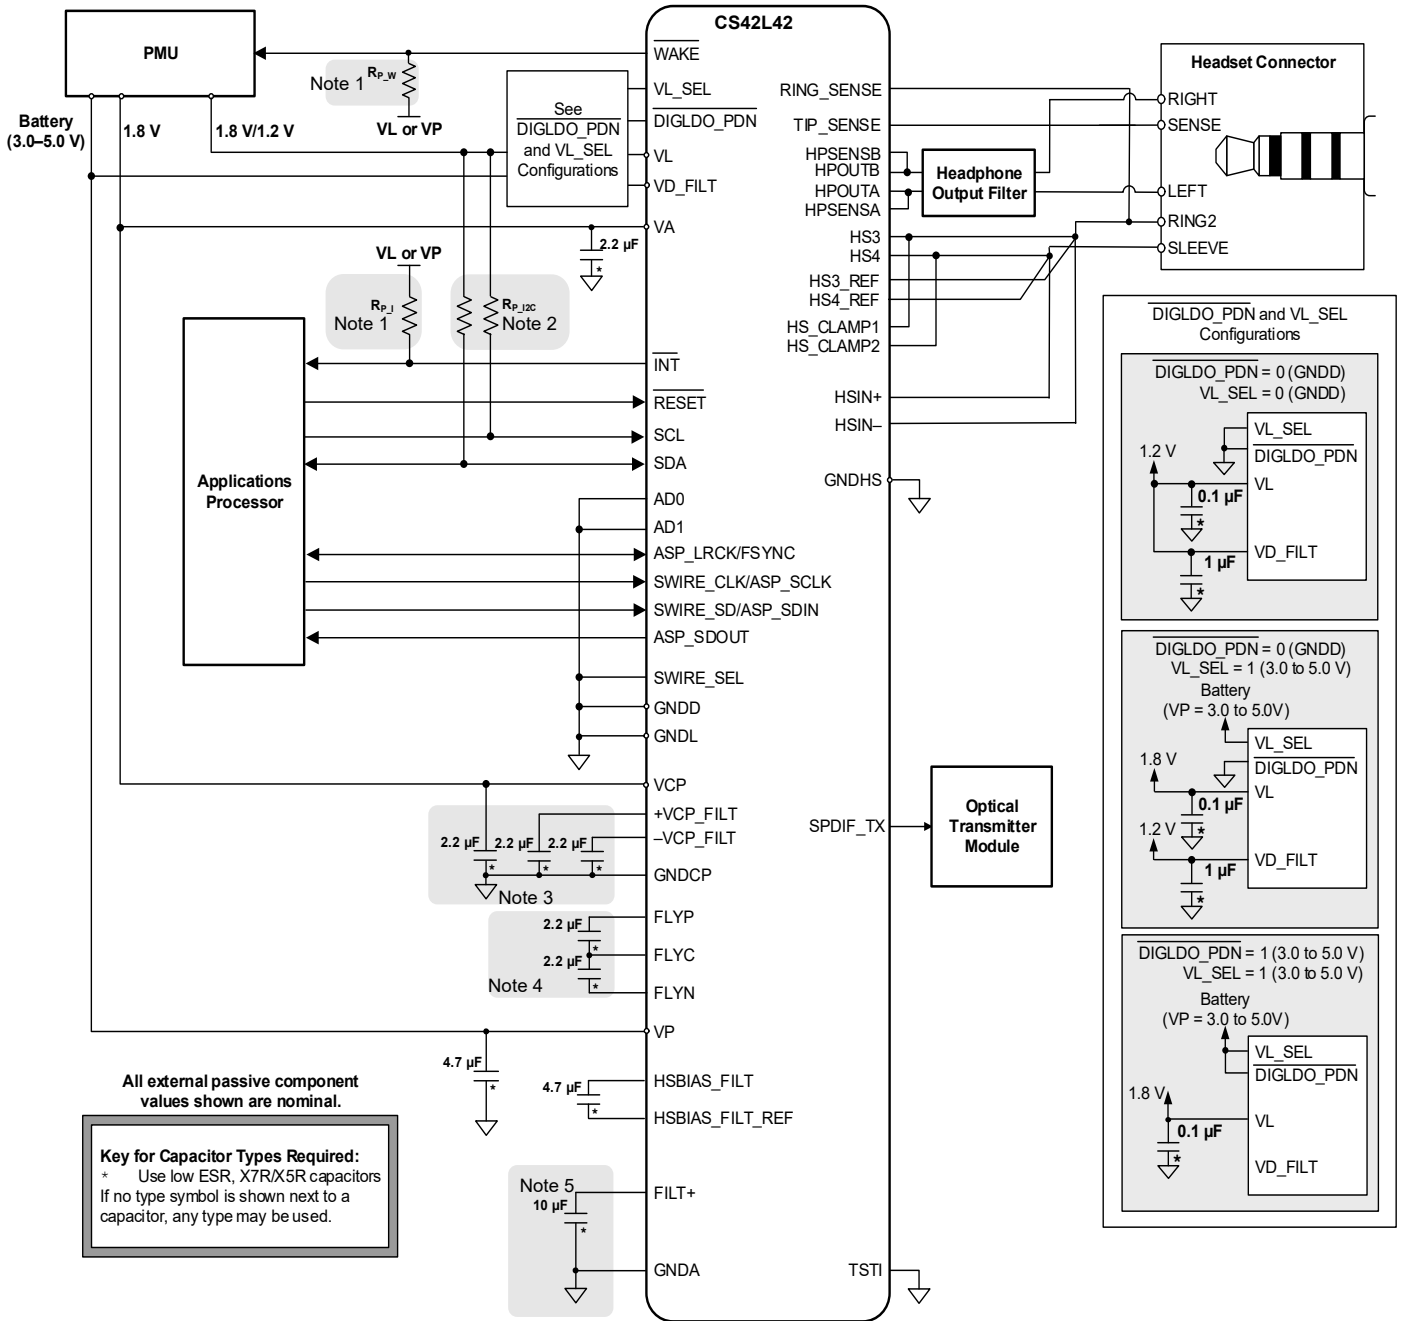 CS42L42
PMU
Battery
(3.0–5.0 V)
1.8 V
1.8 V/1.2 V
Note 1
RP_W
VL or VP
See
DIGLDO_PDN
and VL_SEL
Configurations
WAKE
VL_SEL
DIGLDO_PDN
VL
VD_FILT
VA
2.2 µF
*
VL or VP
RP_I
Note 1
RP_I2C
Note 2
Applications
Processor
INT
RESET
SCL
SDA
AD0
AD1
ASP_LRCK/FSYNC
SWIRE_CLK/ASP_SCLK
SWIRE_SD/ASP_SDIN
ASP_SDOUT
SWIRE_SEL
GNDD
GNDL
VCP
+VCP_FILT
–VCP_FILT
GNDCP
2.2 µF
2.2 µF
2.2 µF
*
*
*
Note 3
FLYP
2.2 µF
*
FLYC
2.2 µF
*
Note 4
FLYN
VP
4.7 µF
*
HSBIAS_FILT
4.7 µF
*
HSBIAS_FILT_REF
Note 5
10 µF
*
FILT+
GNDA
All external passive component
values shown are nominal.
Key for Capacitor Types Required:
* Use low ESR, X7R/X5R capacitors
If no type symbol is shown next to a
capacitor, any type may be used.
RING_SENSE
TIP_SENSE
HPSENSB
HPOUTB
HPOUTA
HPSENSA
HS3
HS4
HS3_REF
HS4_REF
HS_CLAMP1
HS_CLAMP2
HSIN+
HSIN–
GNDHS
SPDIF_TX
TSTI
Headphone
Output Filter
Optical
Transmitter
Module
Headset Connector
RIGHT
SENSE
LEFT
RING2
SLEEVE
DIGLDO_PDN and VL_SEL
Configurations
DIGLDO_PDN = 0 (GNDD)
VL_SEL = 0 (GNDD)
VL_SEL
DIGLDO_PDN
1.2 V
VL
0.1 µF
*
VD_FILT
1 µF
*
DIGLDO_PDN = 0 (GNDD)
VL_SEL = 1 (3.0 to 5.0 V)
Battery
(VP = 3.0 to 5.0V)
VL_SEL
1.8 V
DIGLDO_PDN
VL
0.1 µF
*
1.2 V
VD_FILT
1 µF
*
DIGLDO_PDN = 1 (3.0 to 5.0 V)
VL_SEL = 1 (3.0 to 5.0 V)
Battery
(VP = 3.0 to 5.0V)
VL_SEL
DIGLDO_PDN
1.8 V
VL
0.1 µF
*
VD_FILT